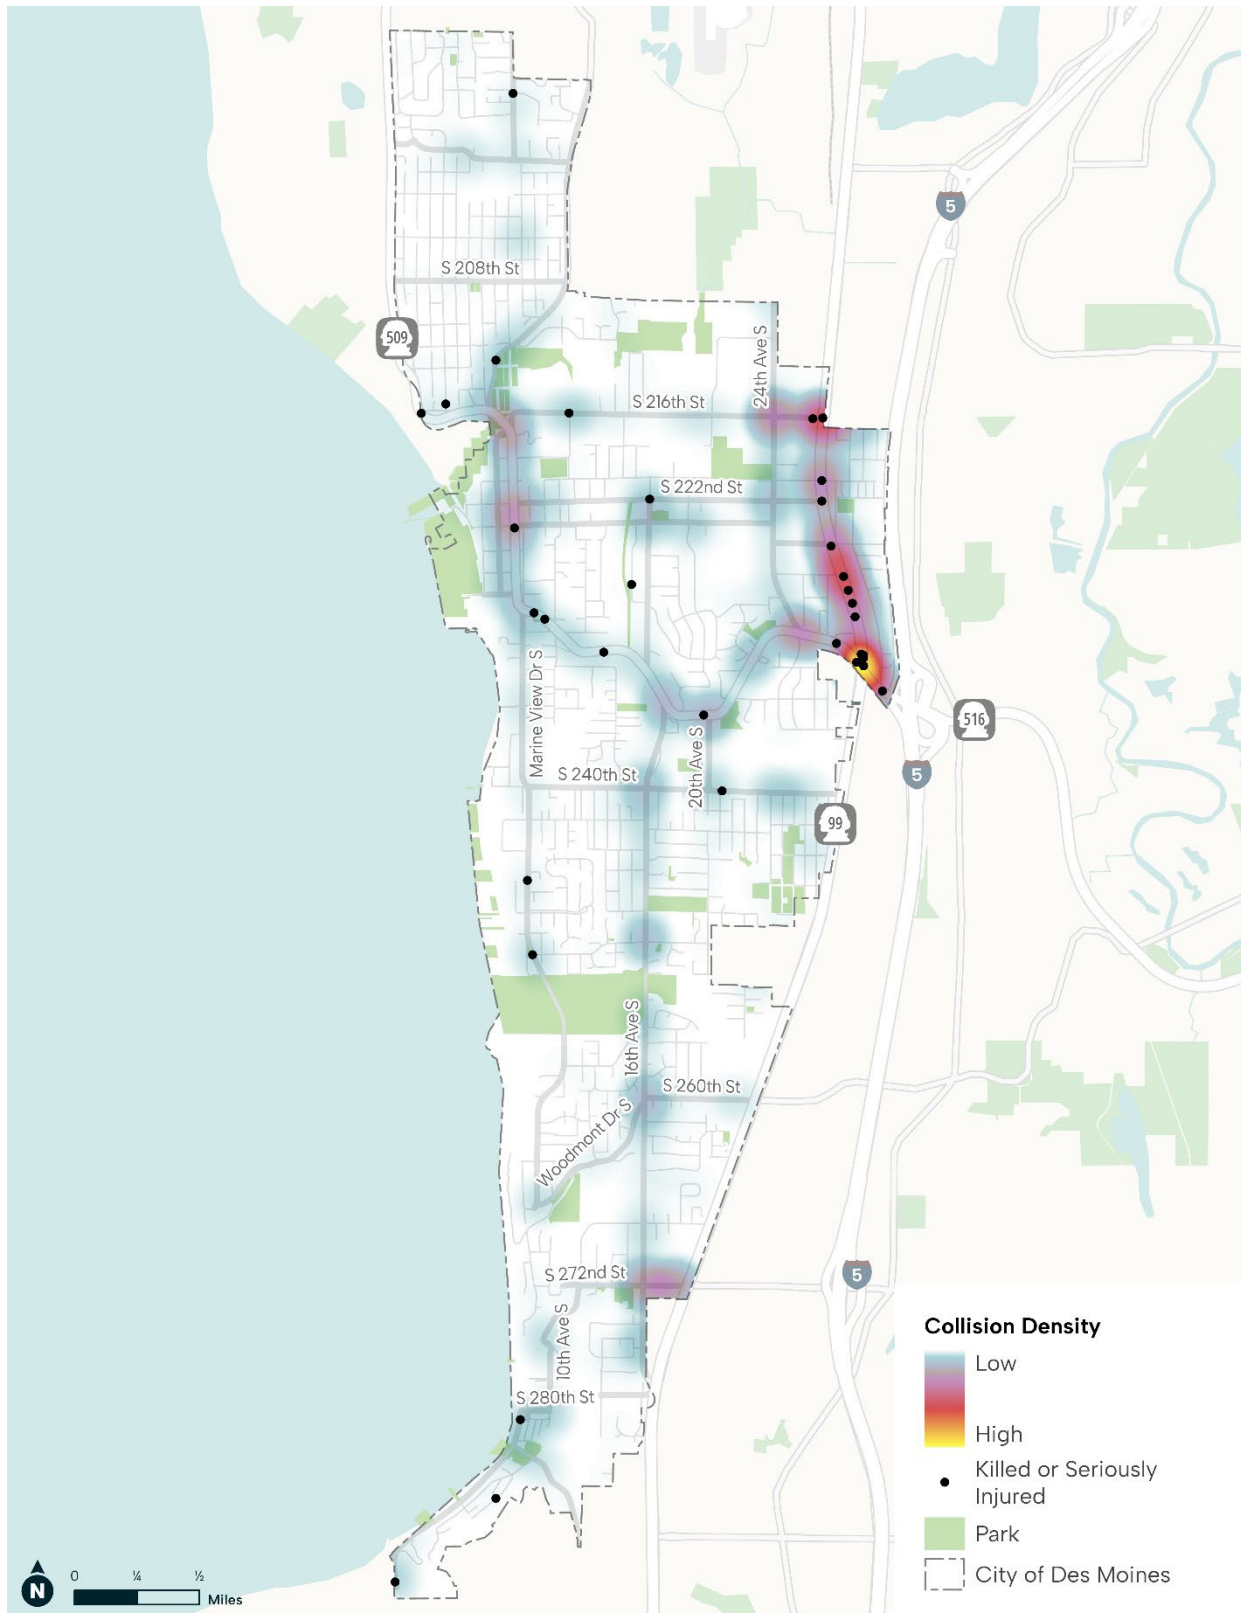 5
S 208th St
509
24th Ave S
S 216th St
S 222nd St
Marine View Dr S
516
20th Ave S
5
S 240th St
99
16th Ave S
S 260th St
Woodmont Dr S
S 272nd St
5
10th Ave S
S 280th St
Collision Density
Low
High
Killed or Seriously
Injured
Park
City of Des Moines
N
0 ¼ ½
Miles